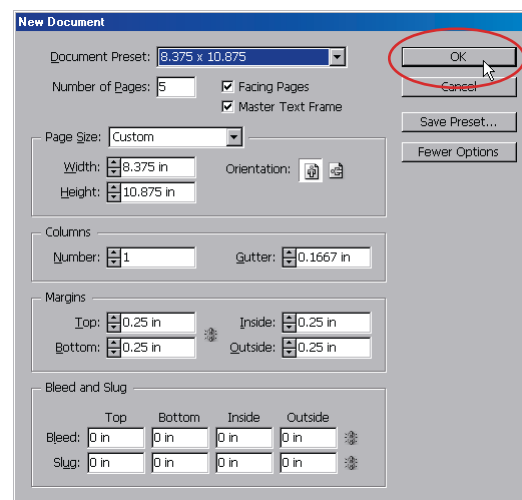 New Document
Document Preset: 8.375 x 10.875
OK
Number of Pages: 5
Facing Pages
Cancel
Master Text Frame
Save Preset...
Page Size: Custom
Fewer Options
Width: 8.375 in
Orientation:
Height: 10.875 in
Columns
Number: 1
Gutter: 0.1667 in
Margins
Top: 0.25 in
Inside: 0.25 in
Bottom: 0.25 in
Outside: 0.25 in
Bleed and Slug
Top Bottom Inside Outside
Bleed: 0 in 0 in 0 in 0 in
Slug: 0 in 0 in 0 in 0 in